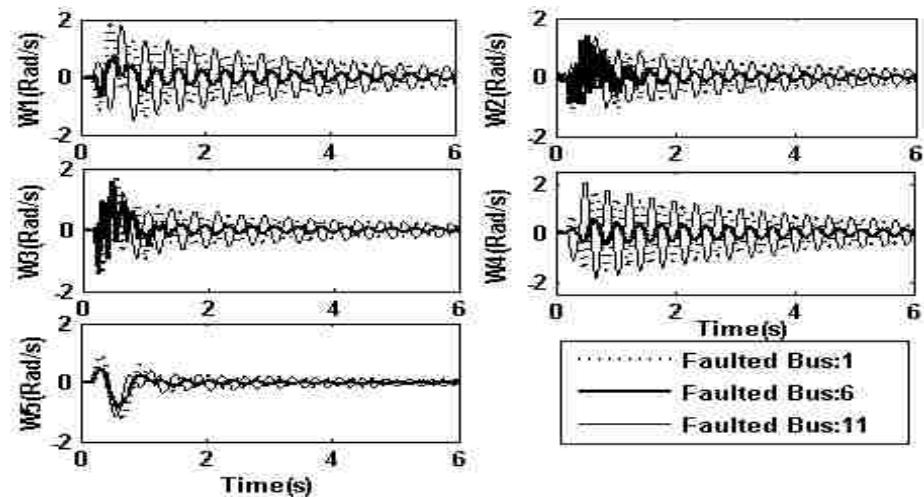 2
W1(Rad/s)
0
-2
0 2 4 6
2
W2(Rad/s)
0
-2
0 2 4 6
2
W3(Rad/s)
0
-2
0 2 4 6
2
W4(Rad/s)
0
-2
0 2 4 6
Time(s)
2
W5(Rad/s)
0
-2
0 2 4 6
Time(s)
Faulted Bus:1
Faulted Bus:6
Faulted Bus:11